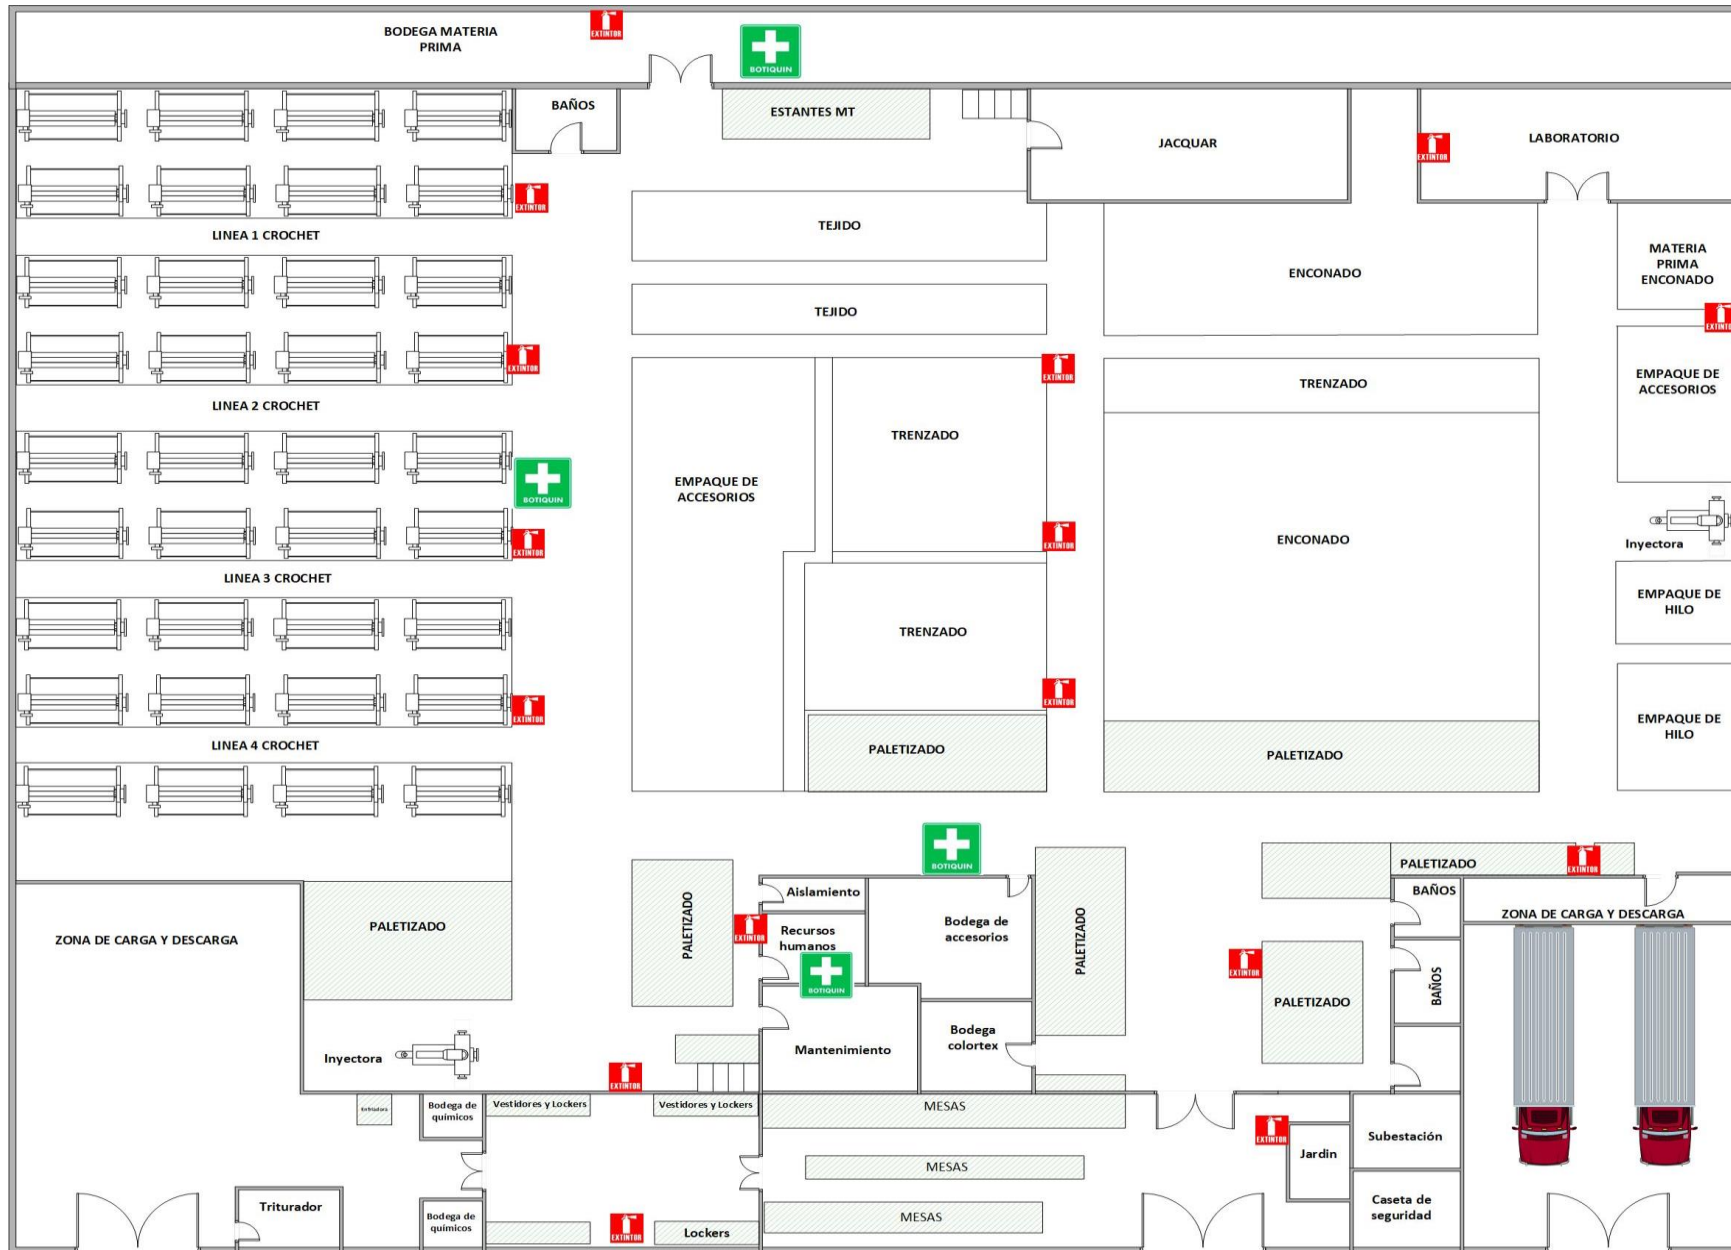 BODEGA MATERIA
PRIMA
EXTINTOR
BOTIQUIN
BAÑOS
ESTANTES MT
JACQUAR
EXTINTOR
LABORATORIO
EXTINTOR
LINEA 1 CROCHET
TEJIDO
ENCONADO
MATERIA
PRIMA
ENCONADO
TEJIDO
EXTINTOR
EXTINTOR
EXTINTOR
LINEA 2 CROCHET
TRENZADO
EMPAQUE DE
ACCESORIOS
TRENZADO
EMPAQUE DE
ACCESORIOS
BOTIQUIN
EXTINTOR
EXTINTOR
ENCONADO
Inyectora
LINEA 3 CROCHET
EMPAQUE DE
HILO
TRENZADO
EXTINTOR
EXTINTOR
EMPAQUE DE
HILO
LINEA 4 CROCHET
PALETIZADO
PALETIZADO
BOTIQUIN
PALETIZADO
EXTINTOR
Aislamiento
BAÑOS
ZONA DE CARGA Y DESCARGA
PALETIZADO
PALETIZADO
EXTINTOR
Recursos
humanos
Bodega de
accesorios
PALETIZADO
ZONA DE CARGA Y DESCARGA
BOTIQUIN
EXTINTOR
PALETIZADO
BAÑOS
Inyectora
Mantenimiento
Bodega
colortex
EXTINTOR
Enfriadora
Bodega de
químicos
Vestidores y Lockers
Vestidores y Lockers
MESAS
EXTINTOR
Jardin
Subestación
MESAS
Triturador
Bodega de
químicos
EXTINTOR
Lockers
MESAS
Caseta de
seguridad